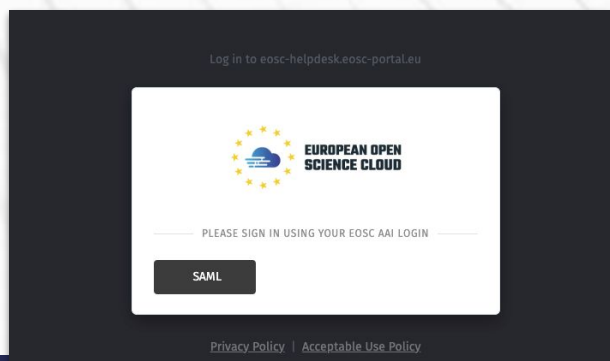 Log in to eosc-helpdesk.eosc-portal.eu
EUROPEAN OPEN
SCIENCE CLOUD
PLEASE SIGN IN USING YOUR EOSC AAI LOGIN
SAML
Privacy Policy | Acceptable Use Policy